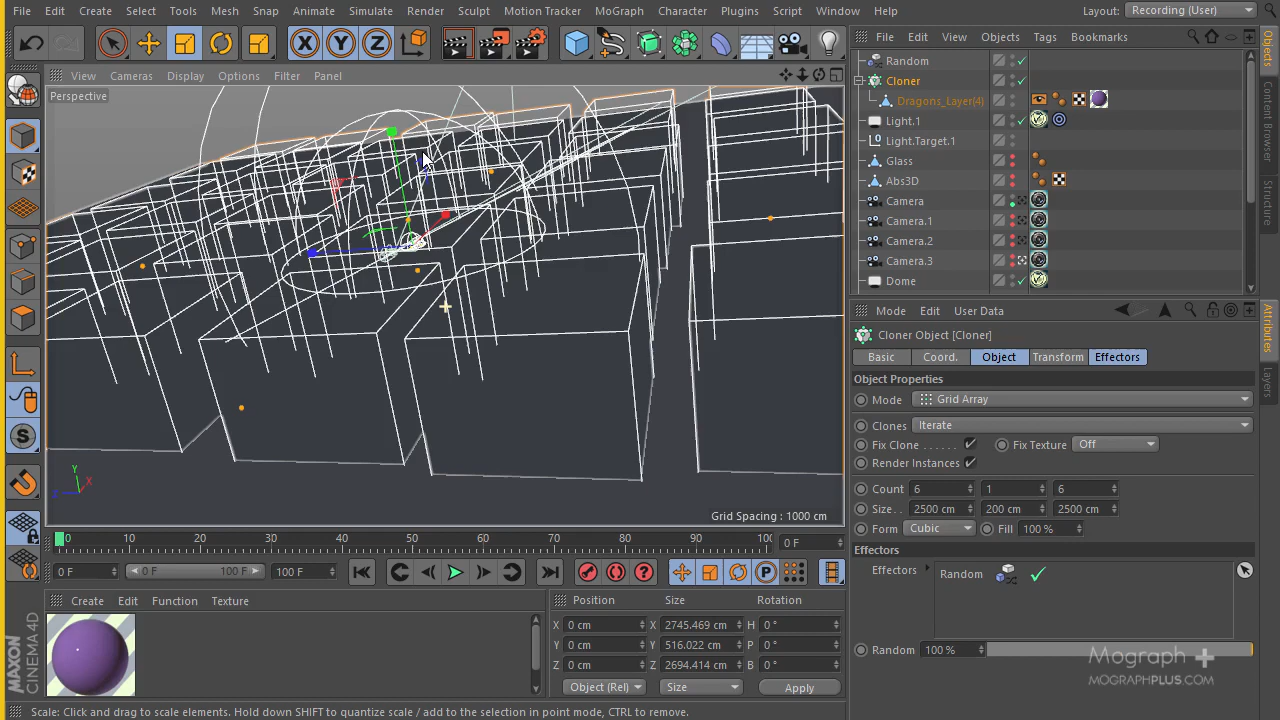 File Edit Create Select Tools Mesh Snap Animate Simulate Render Sculpt Motion Tracker MoGraph Character Plugins Script Window Help Layout: Recording (User)
X Y Z
File Edit View Objects Tags Bookmarks
View Cameras Display Options Filter Panel
Perspective
Random
Cloner
Dragons_Layer(4)
Light.1
Light.Target.1
Glass
Abs3D
Camera
Camera.1
Camera.2
Camera.3
Dome
Objects
Content Browser
Structure
Mode Edit User Data
Cloner Object [Cloner]
Basic Coord. Object Transform Effectors
Attributes
Layers
Object Properties
Mode Grid Array
Clones Iterate
Fix Clone . . . . . . Fix Texture Off
Render Instances
Count 6 1 6
Size. . 2500 cm 200 cm 2500 cm
Form Cubic Fill 100 %
Effectors
Effectors Random
Random 100 %
Y
X
Z
Grid Spacing : 1000 cm
0 10 20 30 40 50 60 70 80 90 100 0 F
0 F 0 F 100 F 100 F
Create Edit Function Texture
Position Size Rotation
X 0 cm X 2745.469 cm H 0 °
Y 0 cm Y 516.022 cm P 0 °
Z 0 cm Z 2694.414 cm B 0 °
Object (Rel) Size Apply
MAXON
CINEMA 4D
Mograph +
MOGRAPHPLUS.COM
Scale: Click and drag to scale elements. Hold down SHIFT to quantize scale / add to the selection in point mode, CTRL to remove.